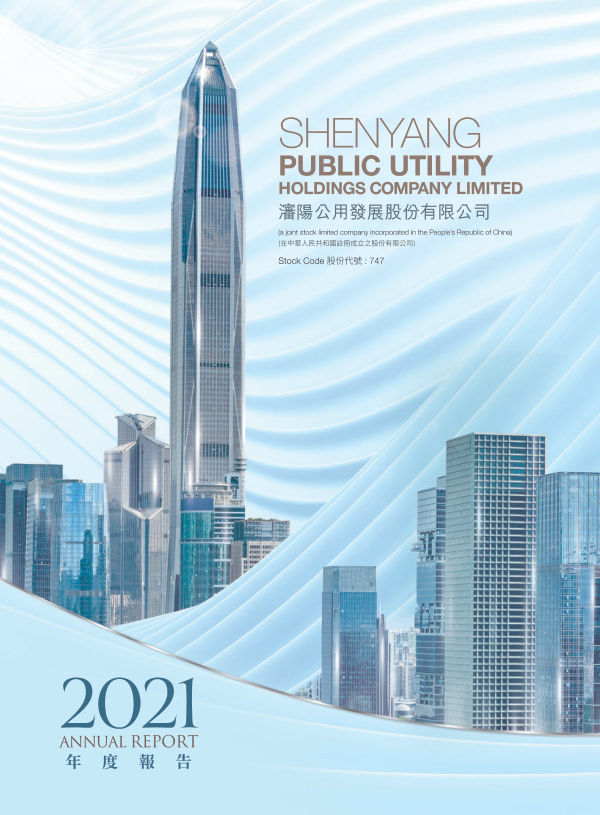 SHENYANG
PUBLIC UTILITY
HOLDINGS COMPANY LIMITED
瀋陽公用發展股份有限公司
(a joint stock limited company incorporated in the People's Republic of China)
(在中華人民共和國註冊成立之股份有限公司)
Stock Code 股份代號 : 747
2021
ANNUAL REPORT
年度報告